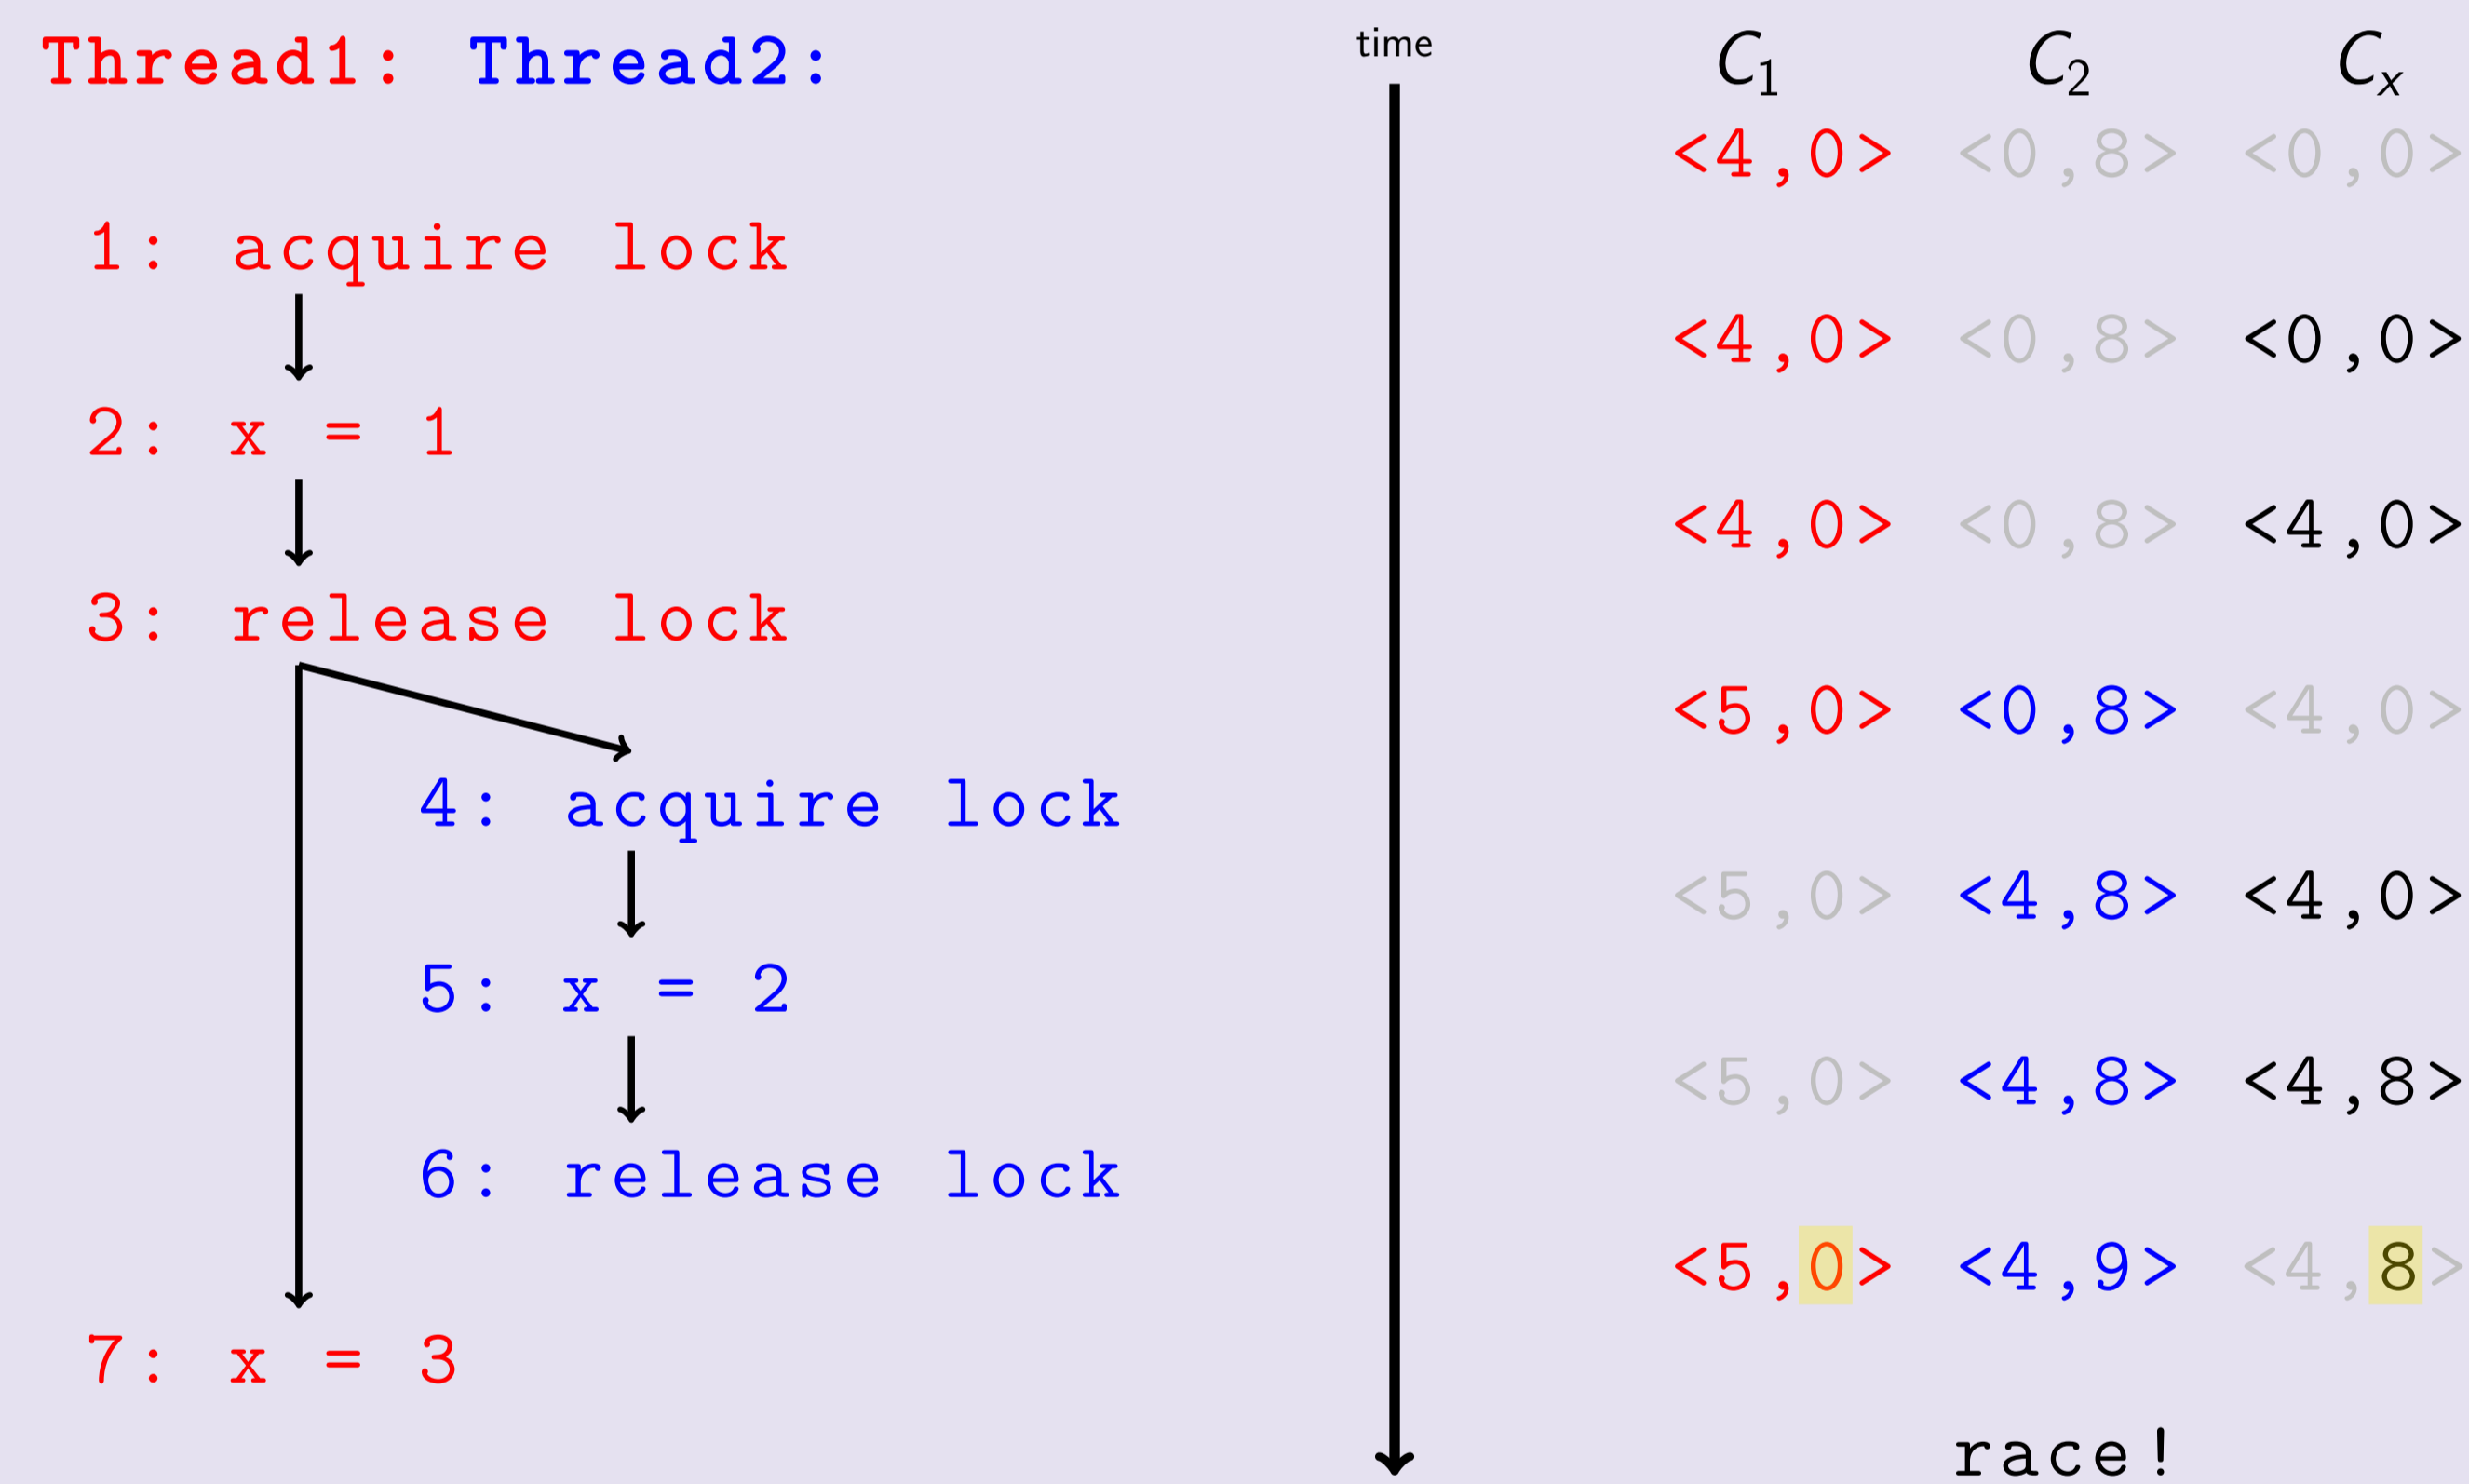 Thread1: Thread2: time C1 C2 Cx
<4,0> <0,8> <0,0>
1: acquire lock
<4,0> <0,8> <0,0>
2: x = 1
<4,0> <0,8> <4,0>
3: release lock
<5,0> <0,8> <4,0>
4: acquire lock
<5,0> <4,8> <4,0>
5: x = 2
<5,0> <4,8> <4,8>
6: release lock
<5,0> <4,9> <4,8>
7: x = 3
race!